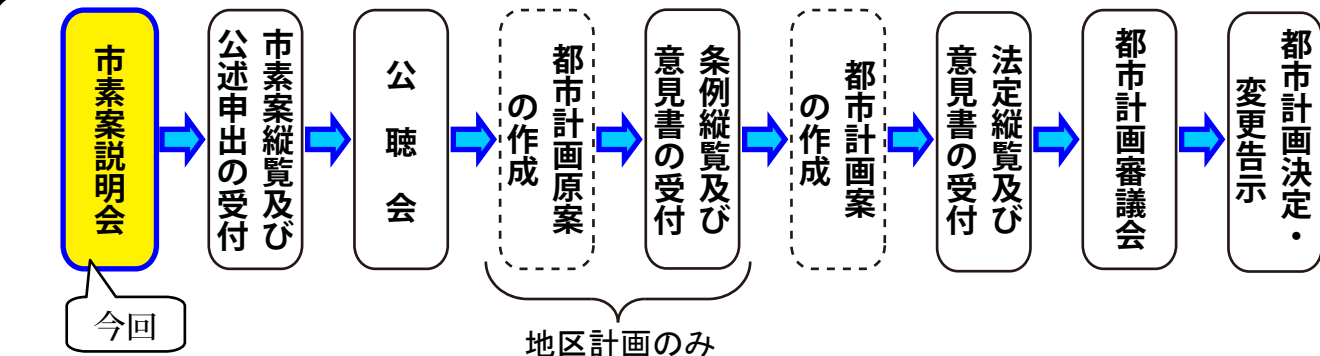 市素案説明会
市素案縦覧及び
公述申出の受付
公聴会
都市計画原案
の作成
条例縦覧及び
意見書の受付
都市計画案
の作成
法定縦覧及び
意見書の受付
都市計画審議会
都市計画決定・
変更告示
今回
地区計画のみ